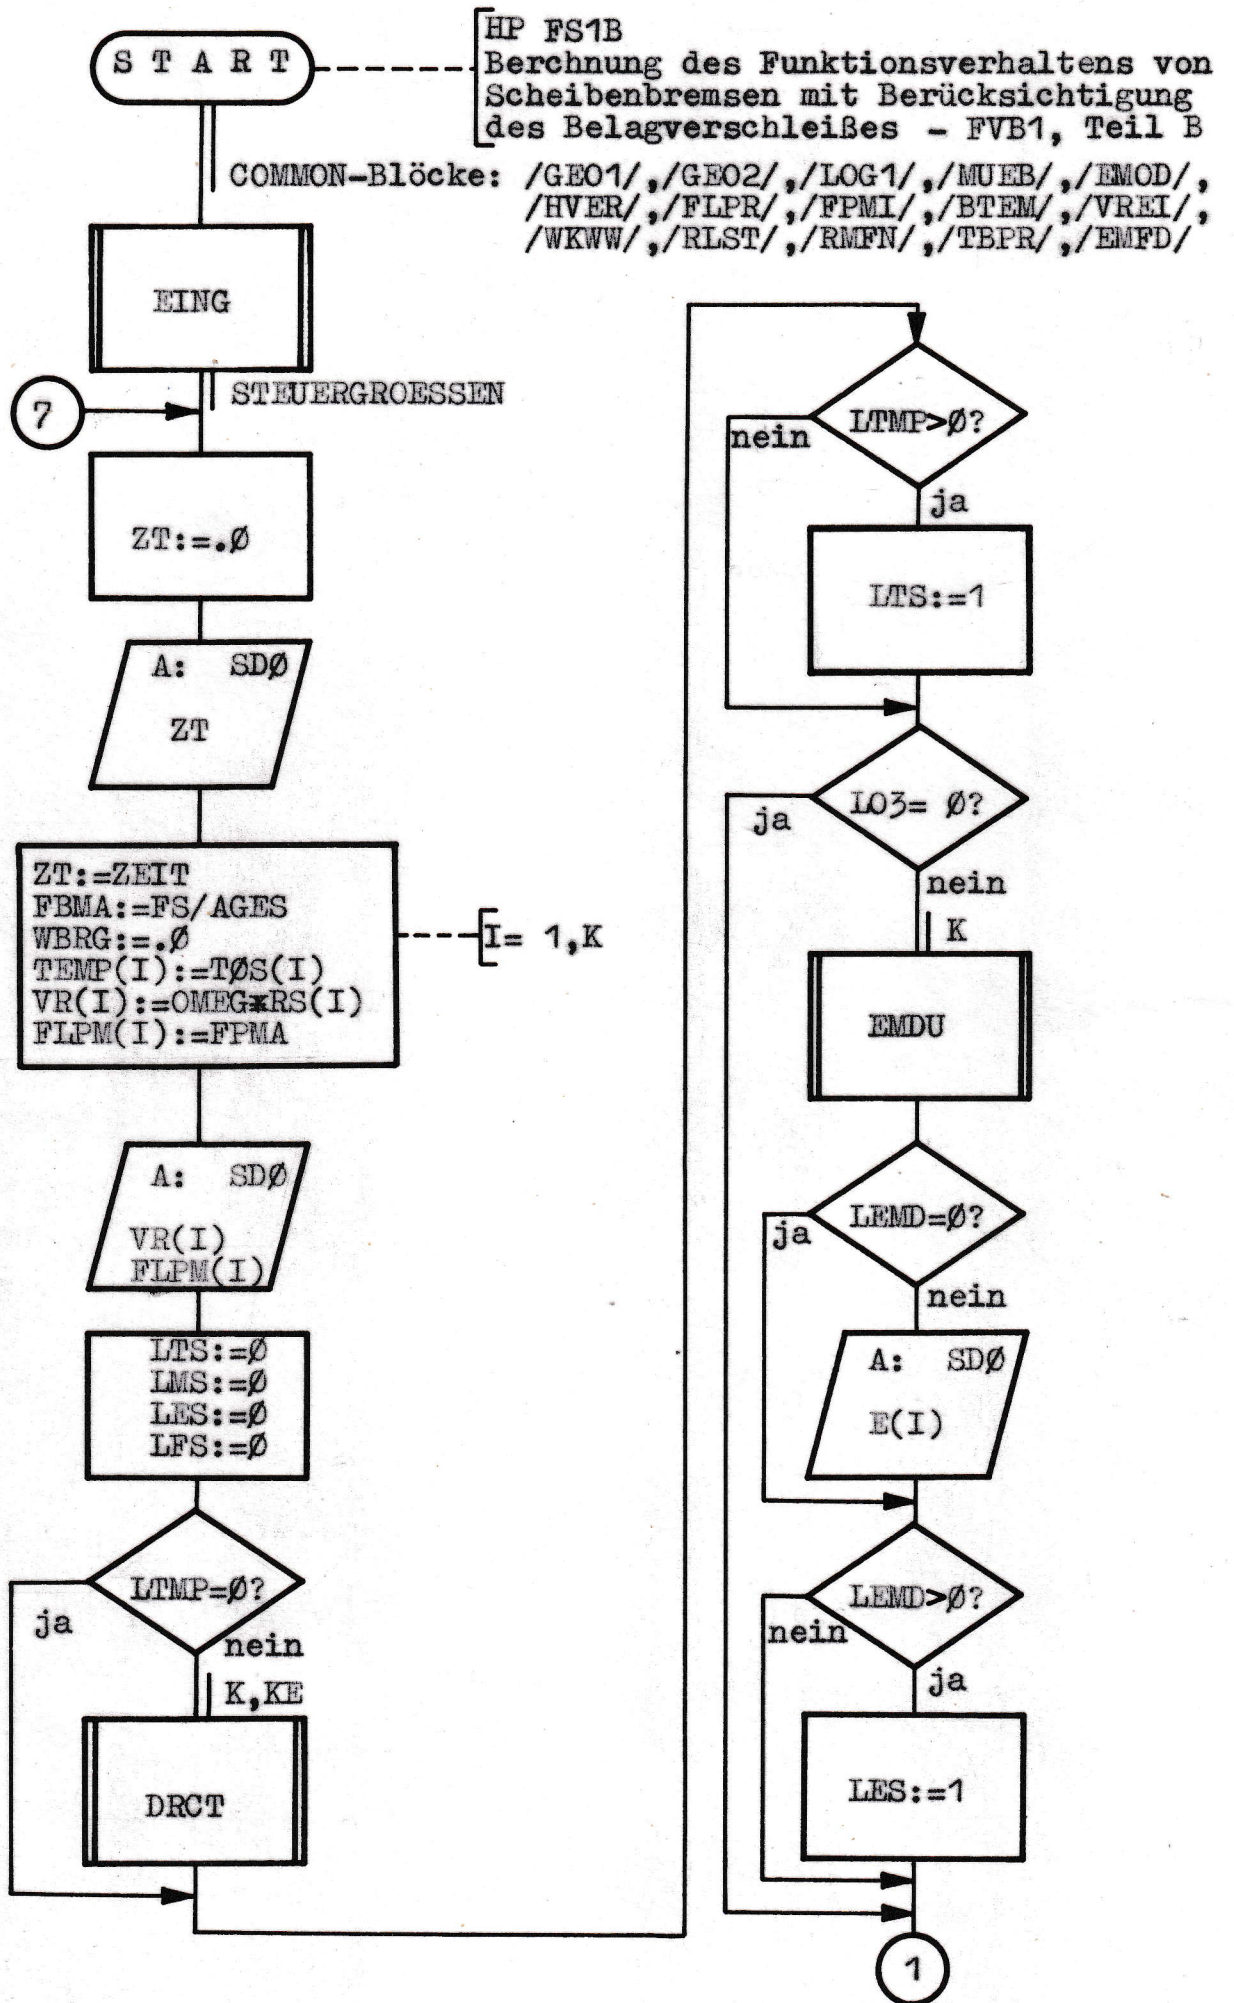 S T A R T
HP FS1B
Berchnung des Funktionsverhaltens von
Scheibenbremsen mit Berücksichtigung
des Belagverschleißes - FVB1, Teil B
COMMON-Blöcke: /GEO1/,/GEO2/,/LOG1/,/MUEB/,/EMOD/,
/HVER/,/FLPR/,/FPMI/,/BTEM/,/VREI/,
/WKWW/,/RLST/,/RMFN/,/TBPR/,/EMFD/
EING
STEUERGROESSEN
7
ZT:=.Ø
A: SDØ
ZT
ZT:=ZEIT
FBMA:=FS/AGES
WBRG:=.Ø
TEMP(I):=TØS(I)
VR(I):=OMEG*RS(I)
FLPM(I):=FPMA
I= 1,K
A: SDØ
VR(I)
FLPM(I)
LTS:=Ø
LMS:=Ø
LES:=Ø
LFS:=Ø
LTMP=Ø?
ja
nein
K,KE
DRCT
LTMP>Ø?
nein
ja
LTS:=1
LO3= Ø?
ja
nein
K
EMDU
LEMD=Ø?
ja
nein
A: SDØ
E(I)
LEMD>Ø?
nein
ja
LES:=1
1